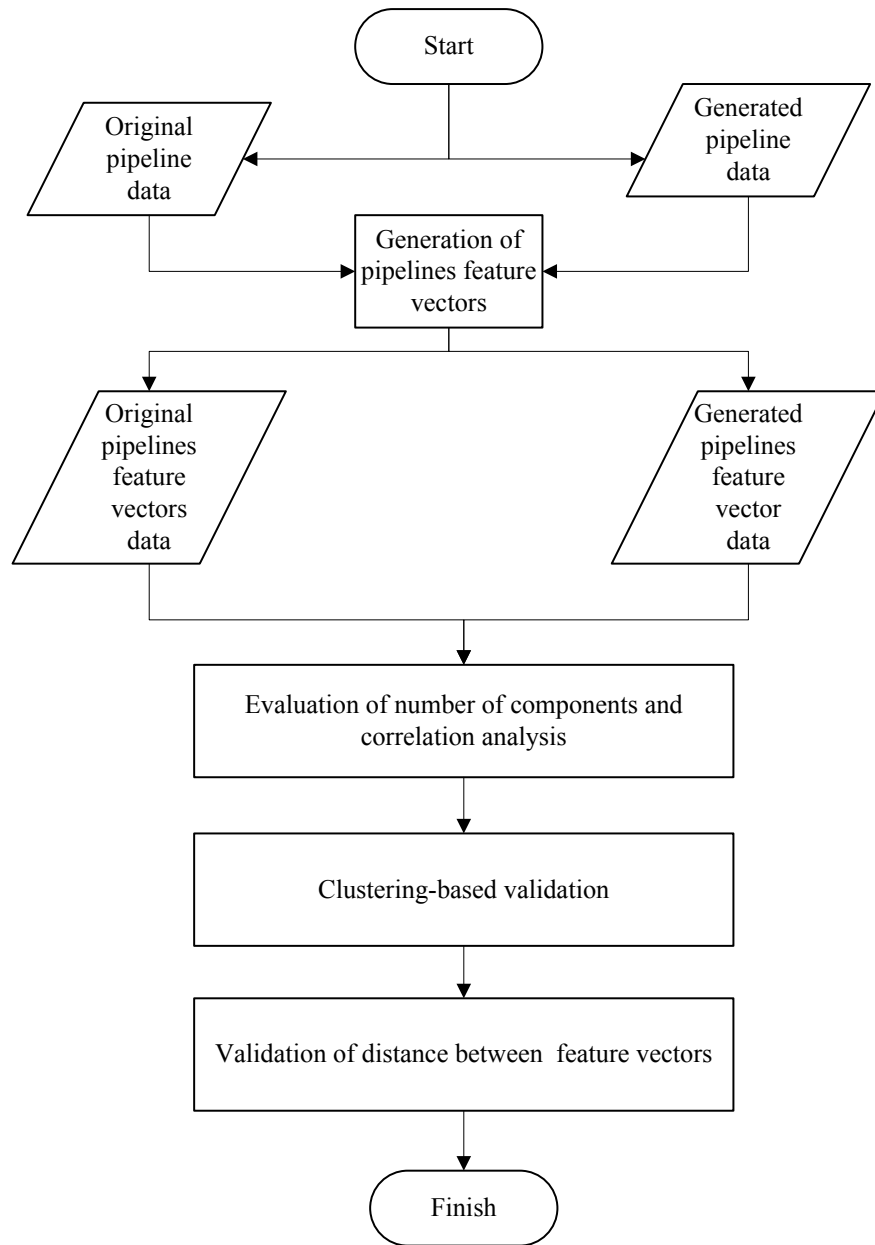 Start
Original
pipeline
data
Generated
pipeline
data
Generation of
pipelines feature
vectors
Original
pipelines
feature
vectors
data
Generated
pipelines
feature
vector
data
Evaluation of number of components and
correlation analysis
Clustering-based validation
Validation of distance between feature vectors
Finish